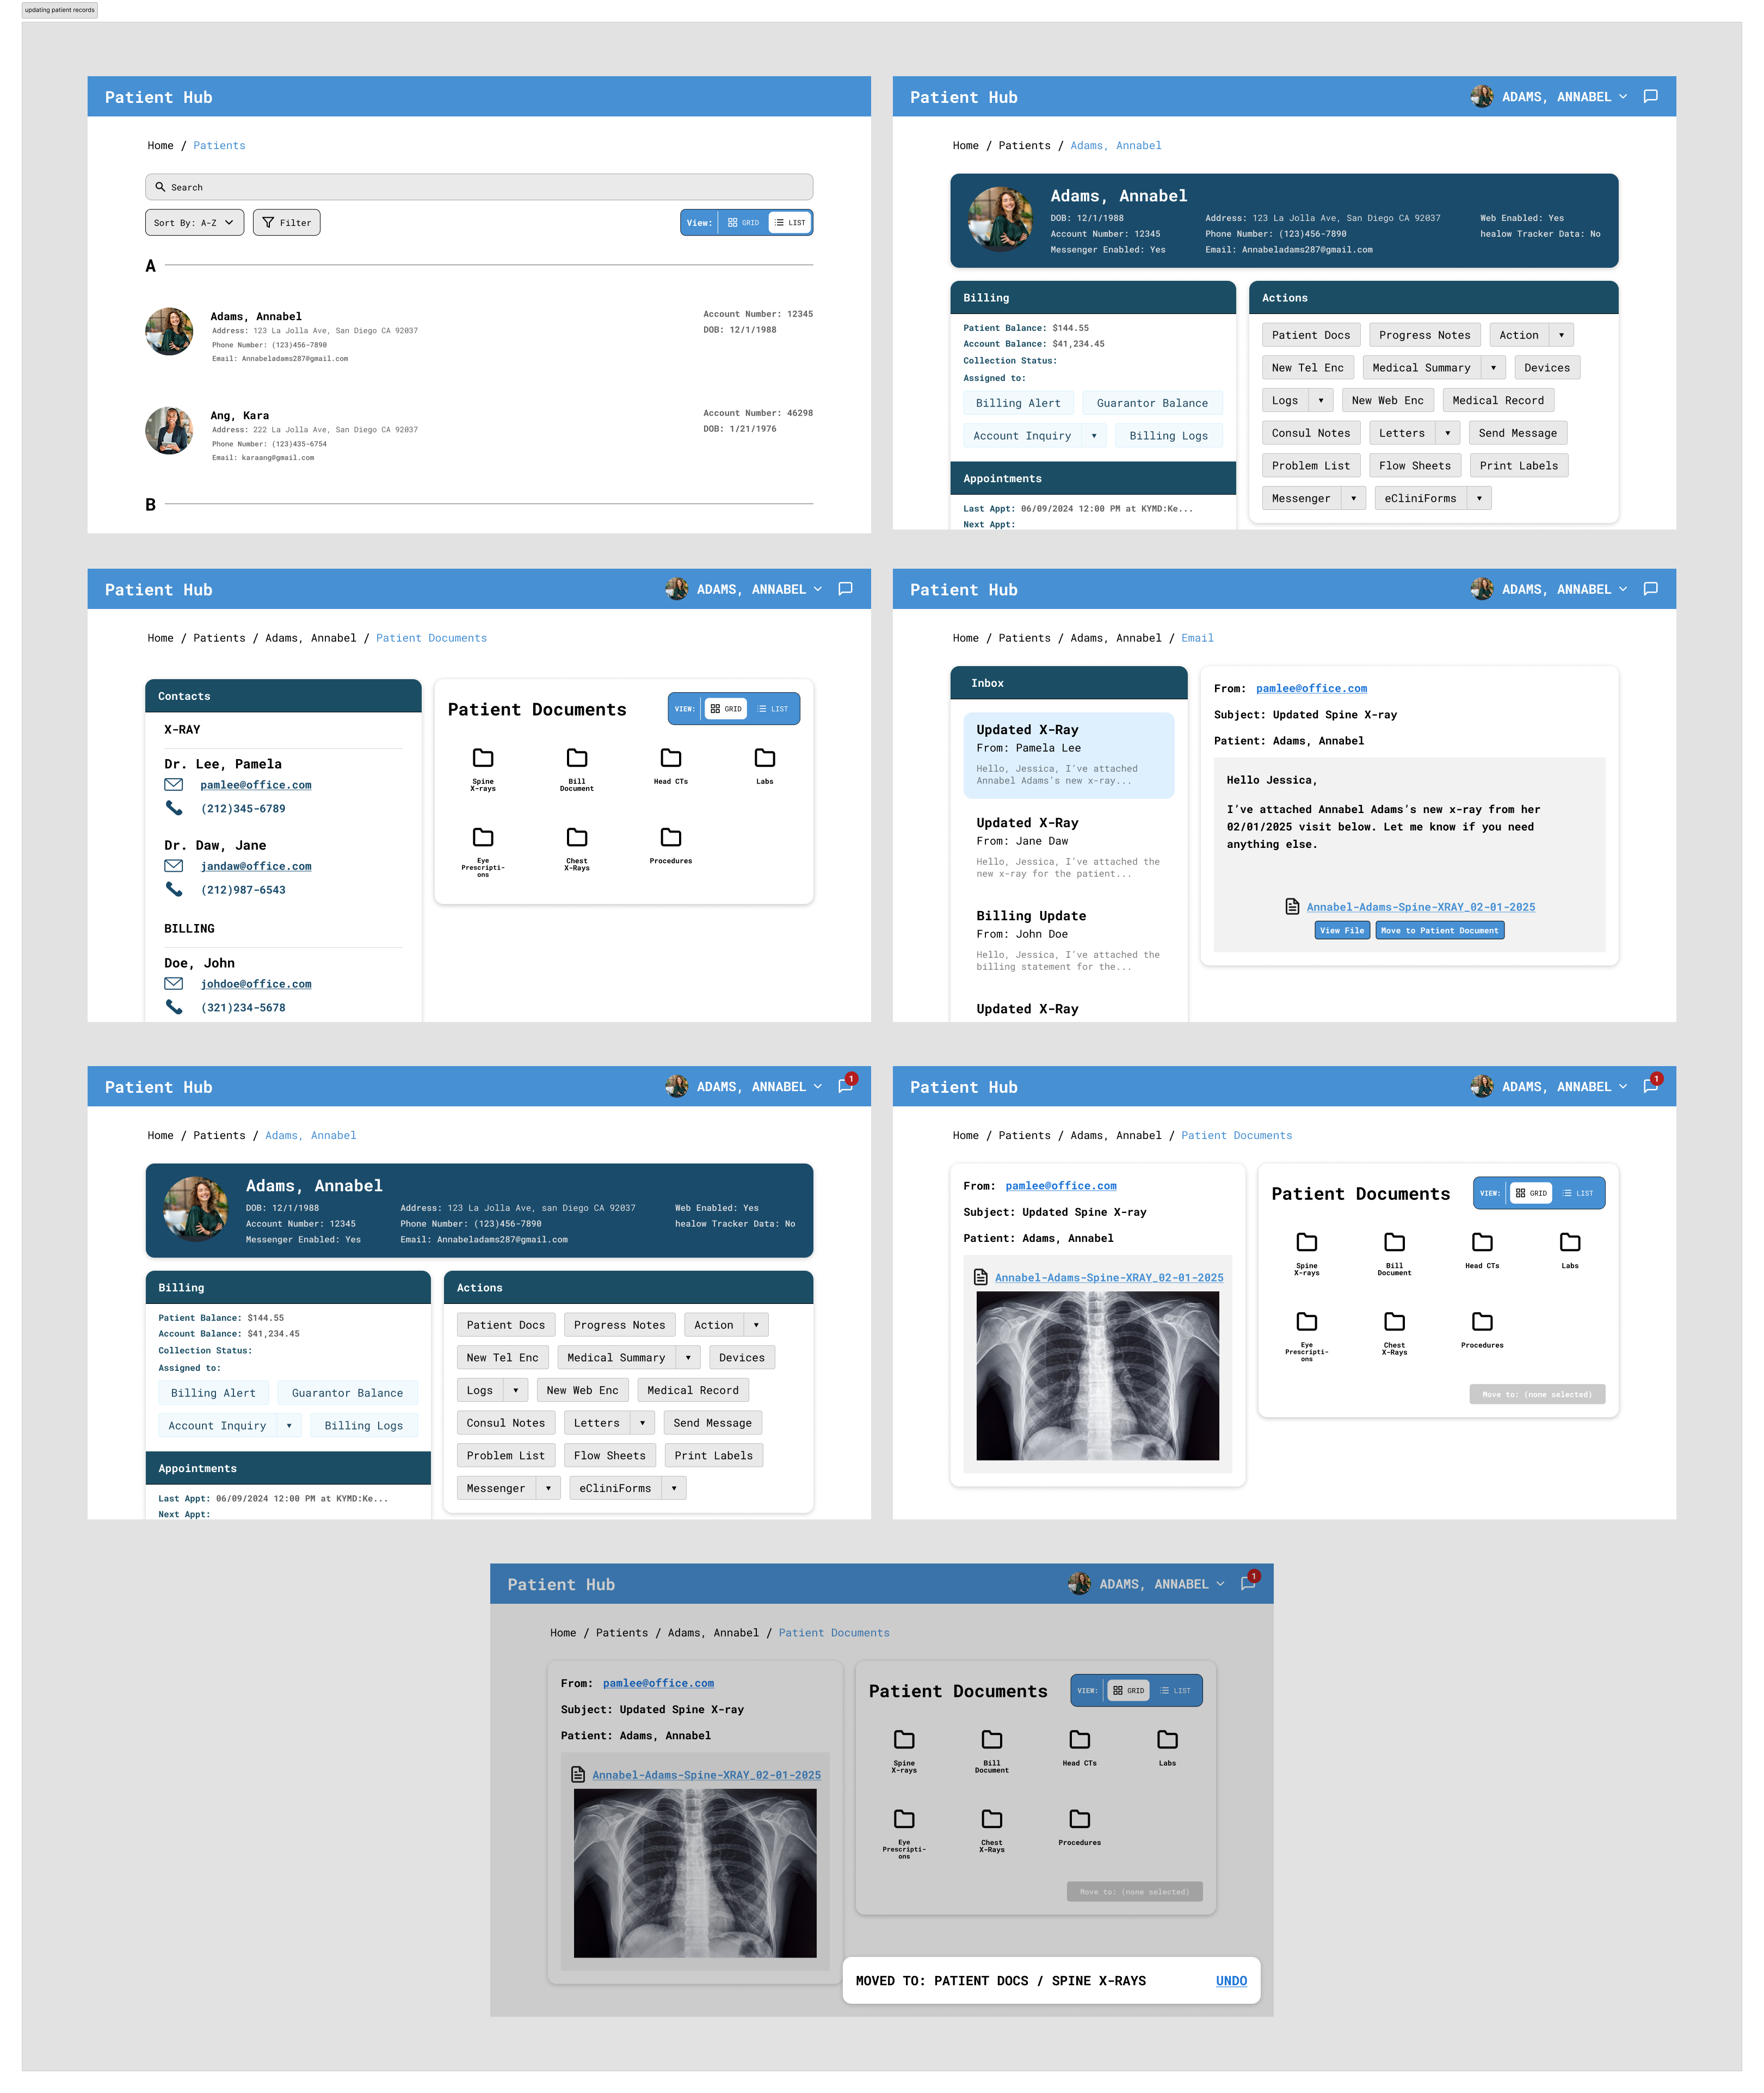 updating patient records
Patient Hub
Home / Patients
Search
Sort By: A-Z
Filter
View:
GRID
LIST
A
Adams, Annabel
Address: 123 La Jolla Ave, San Diego CA 92037
Phone Number: (123)456-7890
Email: Annabeladams287@gmail.com
Account Number: 12345
DOB: 12/1/1988
Ang, Kara
Address: 222 La Jolla Ave, San Diego CA 92037
Phone Number: (123)435-6754
Email: karaang@gmail.com
Account Number: 46298
DOB: 1/21/1976
B
Patient Hub
ADAMS, ANNABEL
Home / Patients / Adams, Annabel
Adams, Annabel
DOB: 12/1/1988
Account Number: 12345
Messenger Enabled: Yes
Address: 123 La Jolla Ave, San Diego CA 92037
Phone Number: (123)456-7890
Email: Annabeladams287@gmail.com
Web Enabled: Yes
healow Tracker Data: No
Billing
Patient Balance: $144.55
Account Balance: $41,234.45
Collection Status:
Assigned to:
Billing Alert
Guarantor Balance
Account Inquiry
Billing Logs
Appointments
Last Appt: 06/09/2024 12:00 PM at KYMD:Ke...
Next Appt:
Actions
Patient Docs
Progress Notes
Action
New Tel Enc
Medical Summary
Devices
Logs
New Web Enc
Medical Record
Consul Notes
Letters
Send Message
Problem List
Flow Sheets
Print Labels
Messenger
eCliniForms
Patient Hub
ADAMS, ANNABEL
Home / Patients / Adams, Annabel / Patient Documents
Contacts
X-RAY
Dr. Lee, Pamela
pamlee@office.com
(212)345-6789
Dr. Daw, Jane
jandaw@office.com
(212)987-6543
BILLING
Doe, John
johdoe@office.com
(321)234-5678
Patient Documents
VIEW:
GRID
LIST
Spine
X-rays
Bill
Document
Head CTs
Labs
Eye
Prescripti-
ons
Chest
X-Rays
Procedures
Patient Hub
ADAMS, ANNABEL
Home / Patients / Adams, Annabel / Email
Inbox
Updated X-Ray
From: Pamela Lee
Hello, Jessica, I've attached
Annabel Adams's new x-ray...
Updated X-Ray
From: Jane Daw
Hello, Jessica, I've attached the
new x-ray for the patient...
Billing Update
From: John Doe
Hello, Jessica, I've attached the
billing statement for the...
Updated X-Ray
From: pamlee@office.com
Subject: Updated Spine X-ray
Patient: Adams, Annabel
Hello Jessica,
I've attached Annabel Adams's new x-ray from her
02/01/2025 visit below. Let me know if you need
anything else.
Annabel-Adams-Spine-XRAY_02-01-2025
View File
Move to Patient Document
Patient Hub
ADAMS, ANNABEL
1
Home / Patients / Adams, Annabel
Adams, Annabel
DOB: 12/1/1988
Account Number: 12345
Messenger Enabled: Yes
Address: 123 La Jolla Ave, san Diego CA 92037
Phone Number: (123)456-7890
Email: Annabeladams287@gmail.com
Web Enabled: Yes
healow Tracker Data: No
Billing
Patient Balance: $144.55
Account Balance: $41,234.45
Collection Status:
Assigned to:
Billing Alert
Guarantor Balance
Account Inquiry
Billing Logs
Appointments
Last Appt: 06/09/2024 12:00 PM at KYMD:Ke...
Next Appt:
Actions
Patient Docs
Progress Notes
Action
New Tel Enc
Medical Summary
Devices
Logs
New Web Enc
Medical Record
Consul Notes
Letters
Send Message
Problem List
Flow Sheets
Print Labels
Messenger
eCliniForms
Patient Hub
ADAMS, ANNABEL
1
Home / Patients / Adams, Annabel / Patient Documents
From: pamlee@office.com
Subject: Updated Spine X-ray
Patient: Adams, Annabel
Annabel-Adams-Spine-XRAY_02-01-2025
Patient Documents
VIEW:
GRID
LIST
Spine
X-rays
Bill
Document
Head CTs
Labs
Eye
Prescripti-
ons
Chest
X-Rays
Procedures
Move to: (none selected)
Patient Hub
ADAMS, ANNABEL
1
Home / Patients / Adams, Annabel / Patient Documents
From: pamlee@office.com
Subject: Updated Spine X-ray
Patient: Adams, Annabel
Annabel-Adams-Spine-XRAY_02-01-2025
Patient Documents
VIEW:
GRID
LIST
Spine
X-rays
Bill
Document
Head CTs
Labs
Eye
Prescripti-
ons
Chest
X-Rays
Procedures
Move to: (none selected)
MOVED TO: PATIENT DOCS / SPINE X-RAYS
UNDO